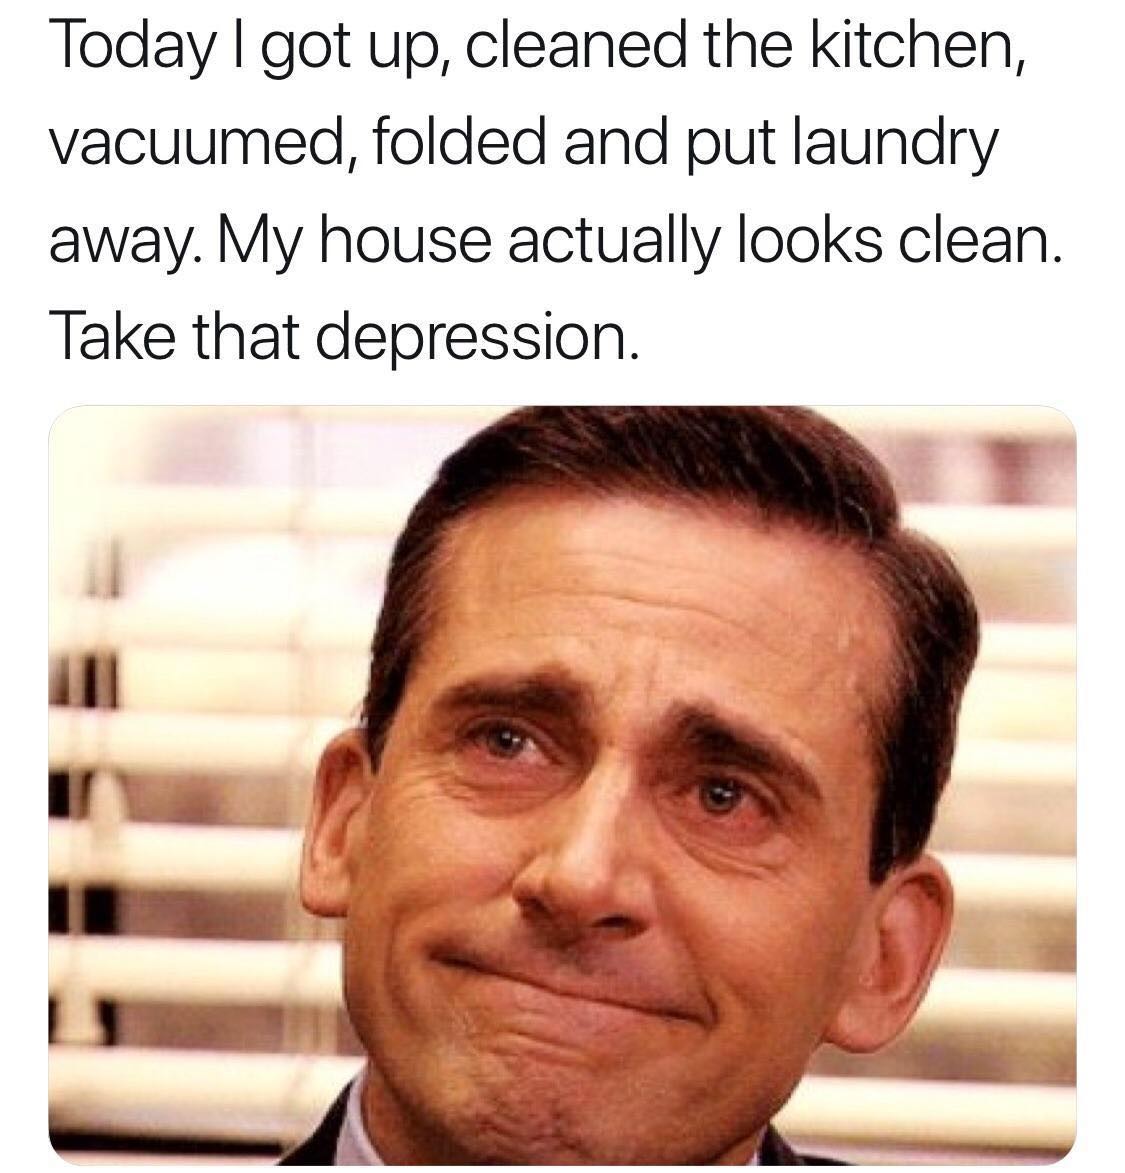 Today I got up, cleaned the kitchen,
vacuumed, folded and put laundry
away. My house actually looks clean.
Take that depression.